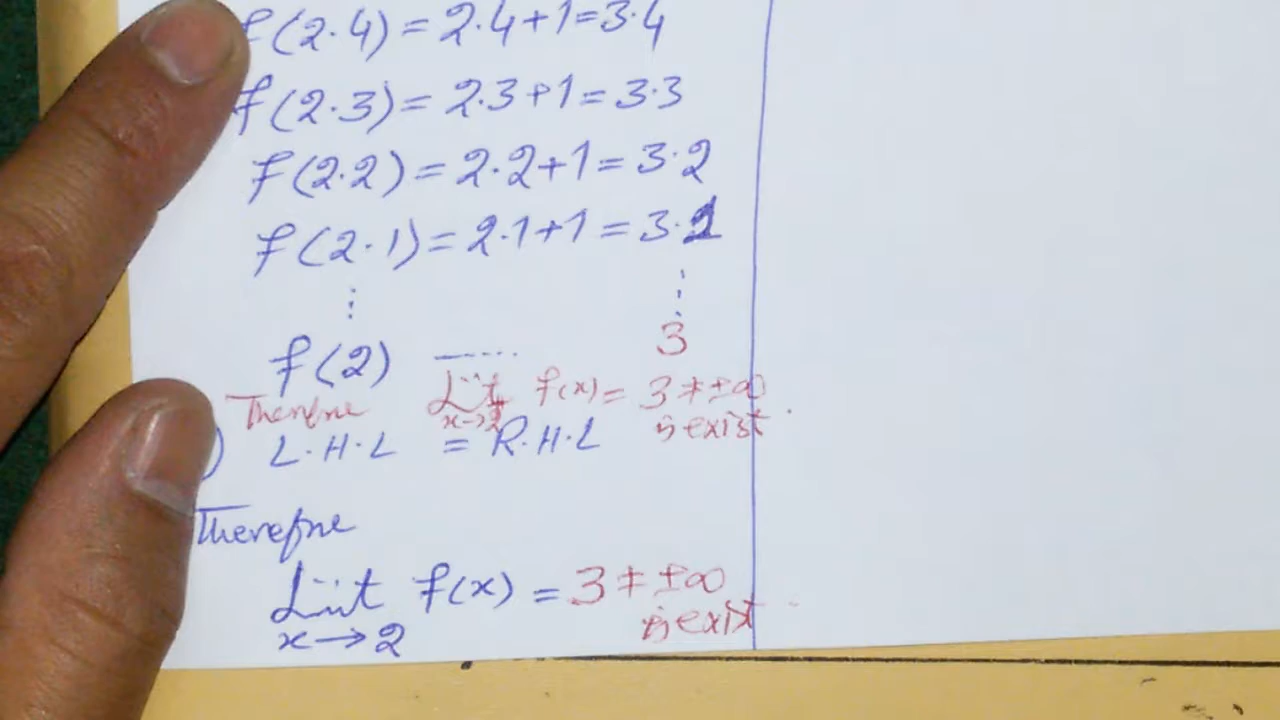 f(2.4) = 2.4+1=3.4
f(2.3) = 2.3+1=3.3
f(2.2) = 2.2+1=3.2
f(2.1) = 2.1+1=3.1
⋮ ⋮
f(2) ----- 3
Therefore Limit x→2 f(x) = 3 ≠ ±∞ is exist.
) L.H.L = R.H.L
Therefore
Limit f(x) = 3 ≠ ±∞
x→2 is exist